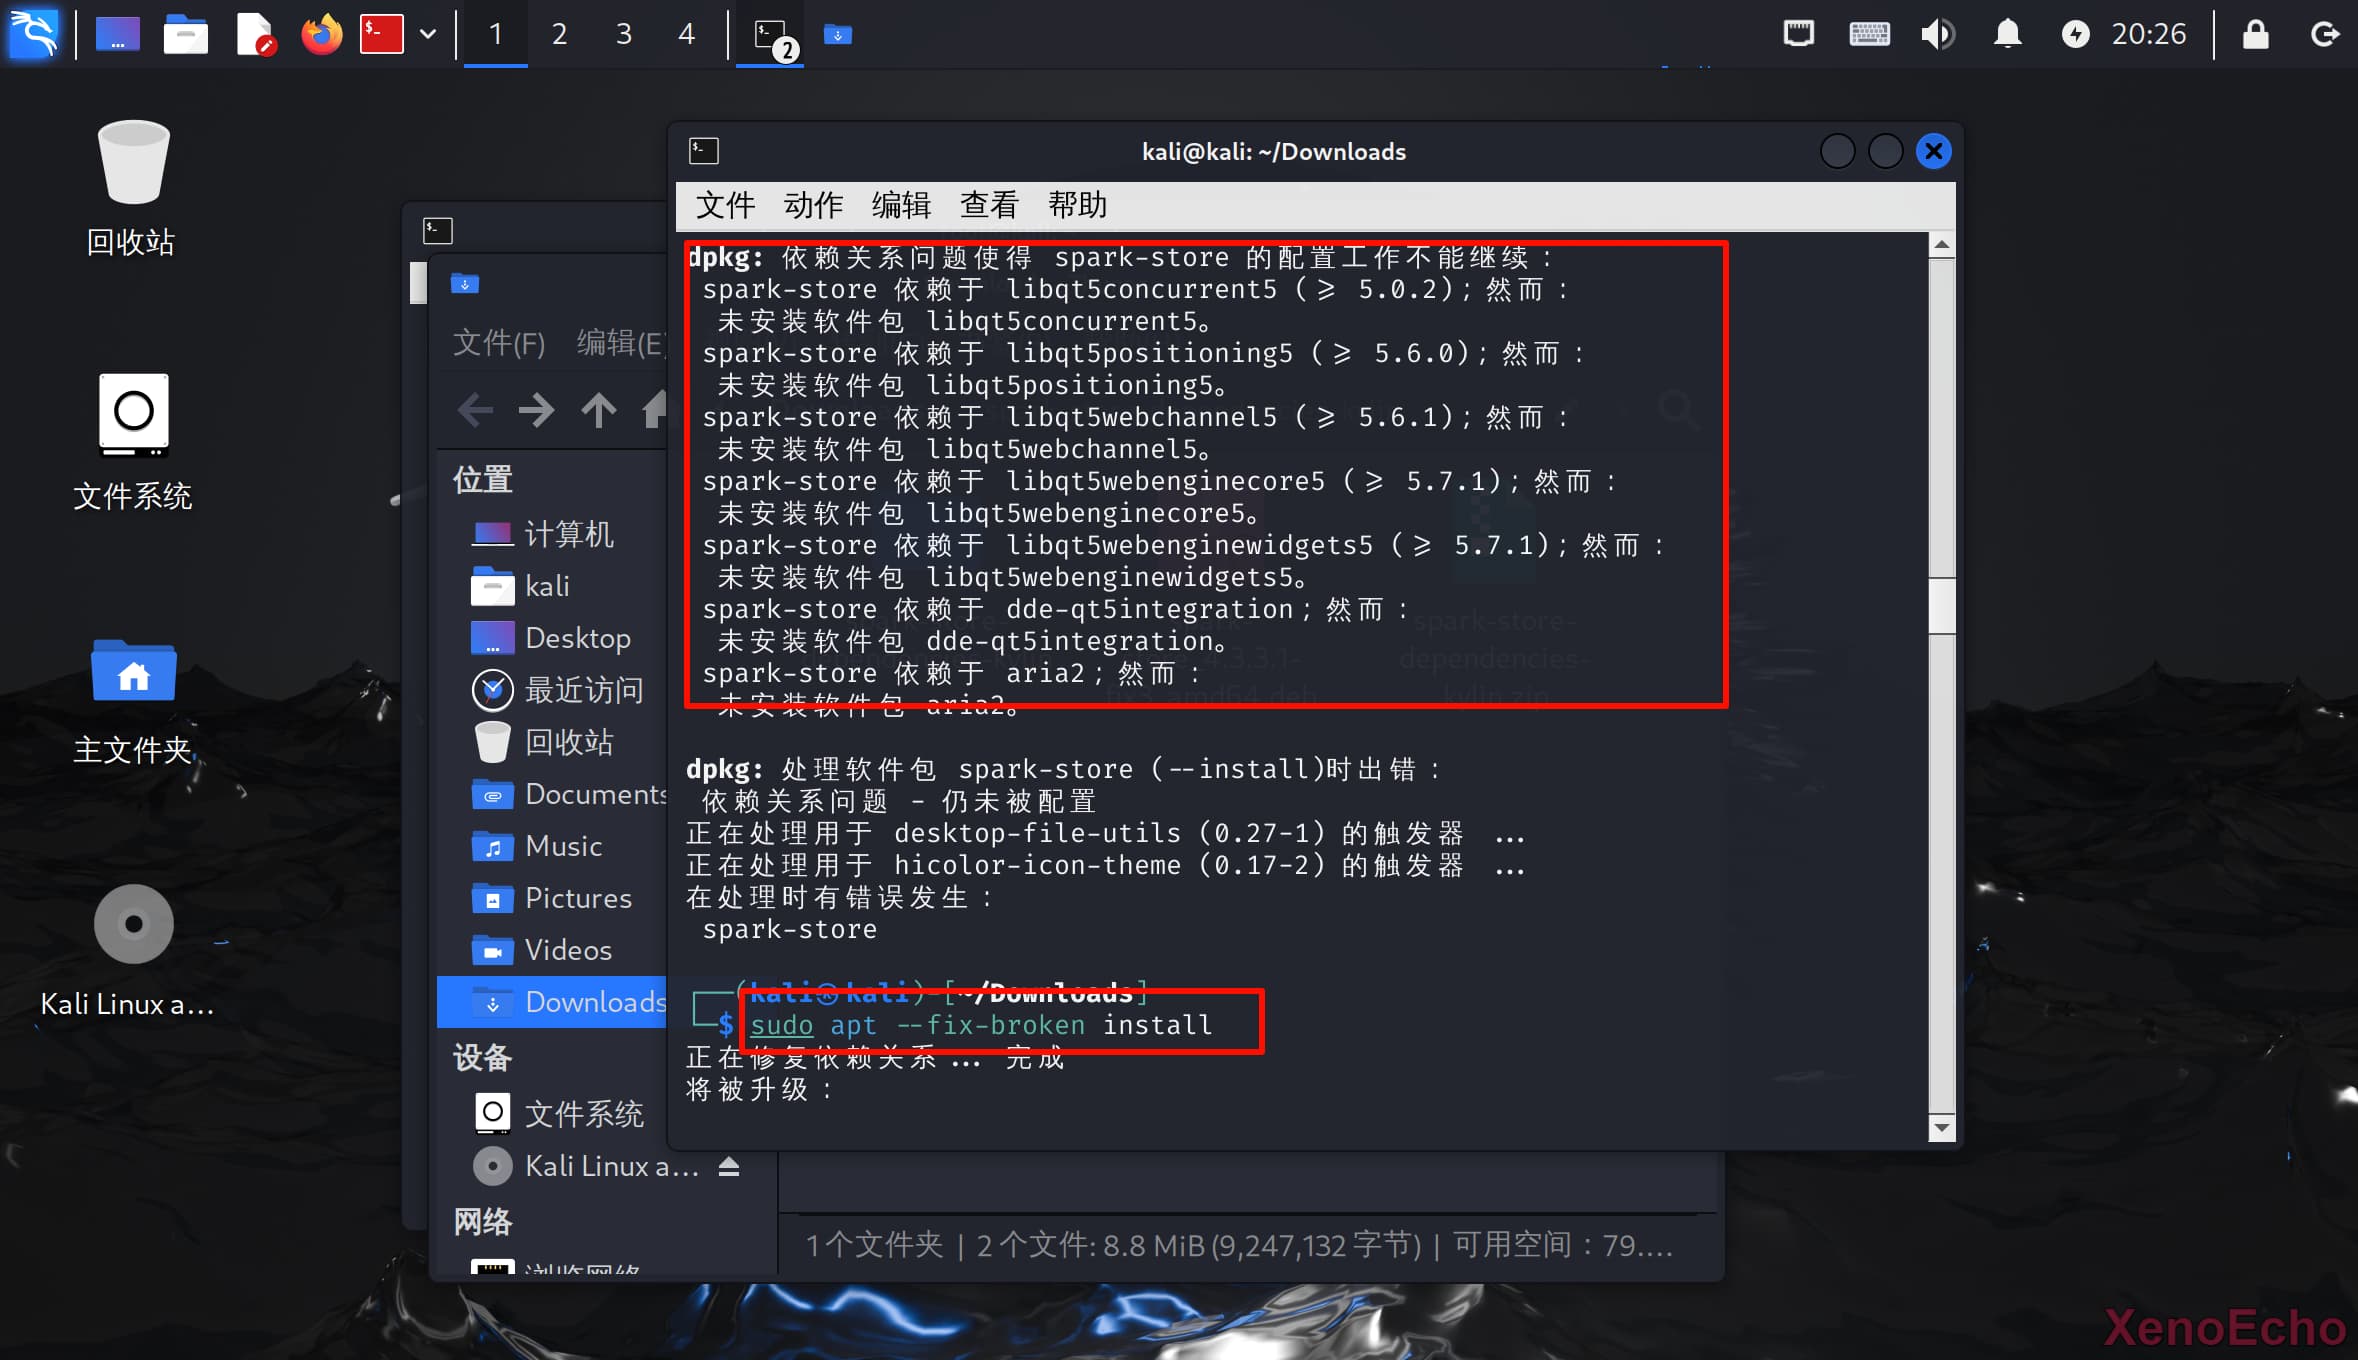 1 2 3 4 2 20:26
回收站
文件系统
主文件夹
Kali Linux a...
kali@kali: ~/Downloads
文件 动作 编辑 查看 帮助
dpkg: 依赖关系问题使得 spark-store 的配置工作不能继续：
spark-store 依赖于 libqt5concurrent5 (≥ 5.0.2)；然而：
未安装软件包 libqt5concurrent5。
spark-store 依赖于 libqt5positioning5 (≥ 5.6.0)；然而：
未安装软件包 libqt5positioning5。
spark-store 依赖于 libqt5webchannel5 (≥ 5.6.1)；然而：
未安装软件包 libqt5webchannel5。
spark-store 依赖于 libqt5webenginecore5 (≥ 5.7.1)；然而：
未安装软件包 libqt5webenginecore5。
spark-store 依赖于 libqt5webenginewidgets5 (≥ 5.7.1)；然而：
未安装软件包 libqt5webenginewidgets5。
spark-store 依赖于 dde-qt5integration；然而：
未安装软件包 dde-qt5integration。
spark-store 依赖于 aria2；然而：
未安装软件包 aria2。
dpkg: 处理软件包 spark-store (--install)时出错：
依赖关系问题 - 仍未被配置
正在处理用于 desktop-file-utils (0.27-1) 的触发器 ...
正在处理用于 hicolor-icon-theme (0.17-2) 的触发器 ...
在处理时有错误发生：
spark-store
┌──(kali㉿kali)-[~/Downloads]
└─$ sudo apt --fix-broken install
正在修复依赖关系... 完成
将被升级：
文件(F) 编辑(E)
位置
计算机
kali
Desktop
最近访问
回收站
Documents
Music
Pictures
Videos
Downloads
设备
文件系统
Kali Linux a...
网络
浏览网络
spark-store-
dependencies-
kylin.zip
fix3_amd64.deb
1 个文件夹 | 2 个文件: 8.8 MiB (9,247,132 字节) | 可用空间：79....
XenoEcho